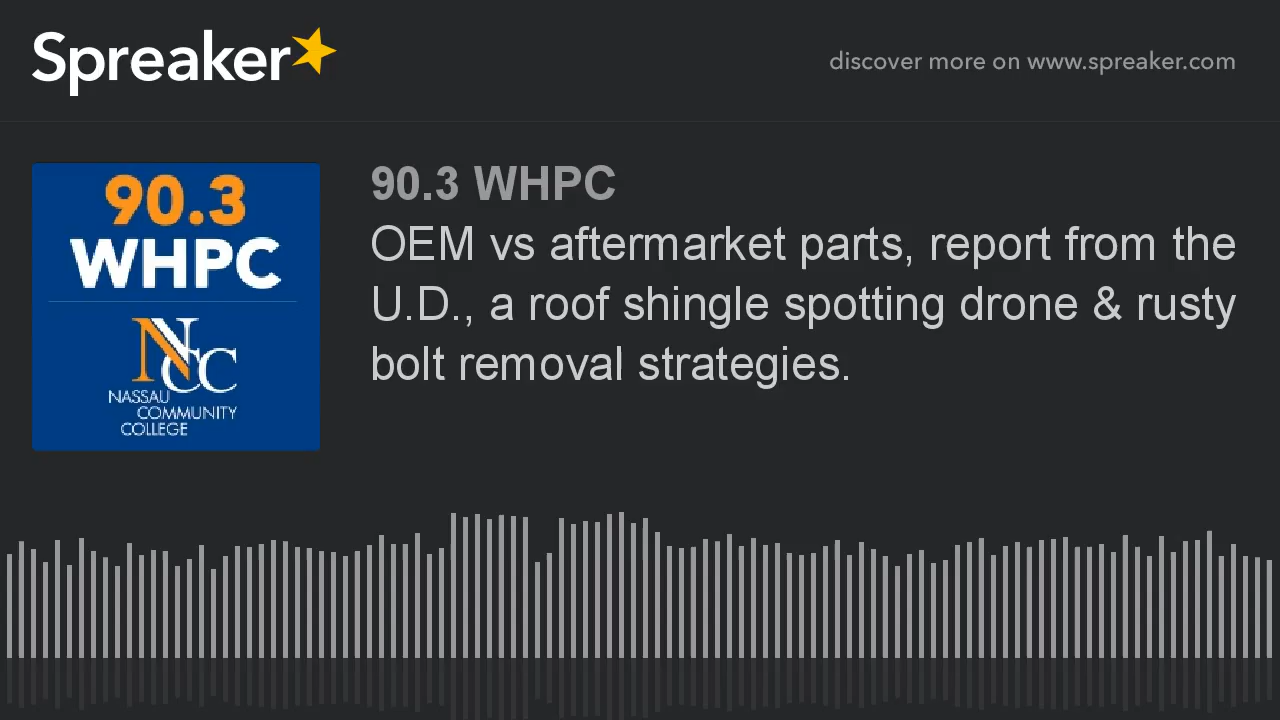 Spreaker
discover more on www.spreaker.com
90.3
WHPC
NCC
NASSAU
COMMUNITY
COLLEGE
90.3 WHPC
OEM vs aftermarket parts, report from the
U.D., a roof shingle spotting drone & rusty
bolt removal strategies.